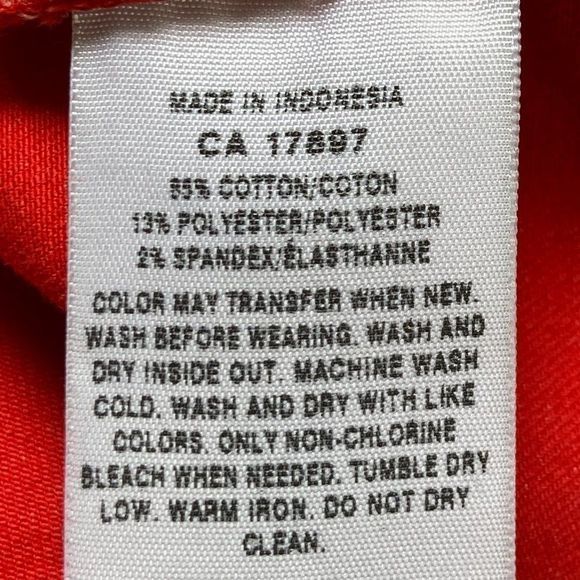 MADE IN INDONESIA
CA 17897
85% COTTON/COTON
13% POLYESTER/POLYESTER
2% SPANDEX/ÉLASTHANNE
COLOR MAY TRANSFER WHEN NEW.
WASH BEFORE WEARING. WASH AND
DRY INSIDE OUT. MACHINE WASH
COLD. WASH AND DRY WITH LIKE
COLORS. ONLY NON-CHLORINE
BLEACH WHEN NEEDED. TUMBLE DRY
LOW. WARM IRON. DO NOT DRY
CLEAN.